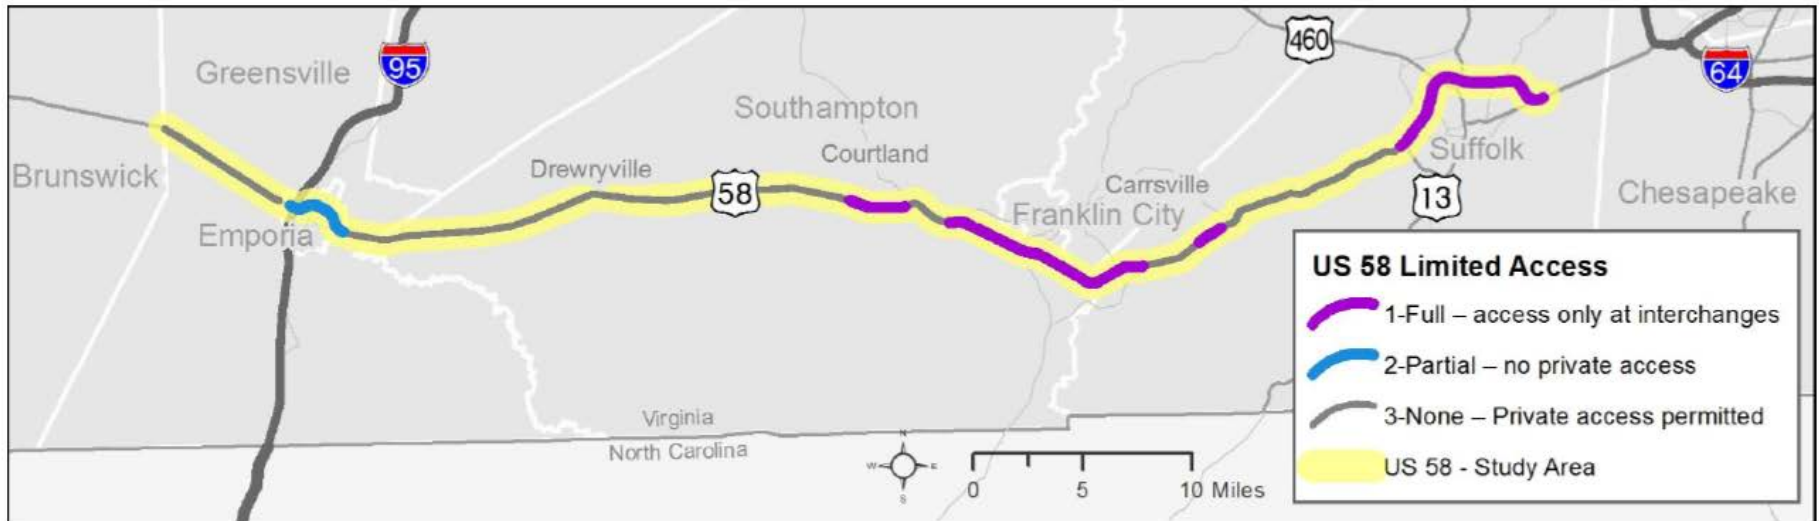 460
95
64
Greensville
Southampton
Courtland
Drewryville
Brunswick
58
Carrsville
Suffolk
13
Chesapeake
Franklin City
Emporia
US 58 Limited Access
1-Full – access only at interchanges
2-Partial – no private access
3-None – Private access permitted
US 58 - Study Area
Virginia
North Carolina
N
W
E
S
0 5 10 Miles